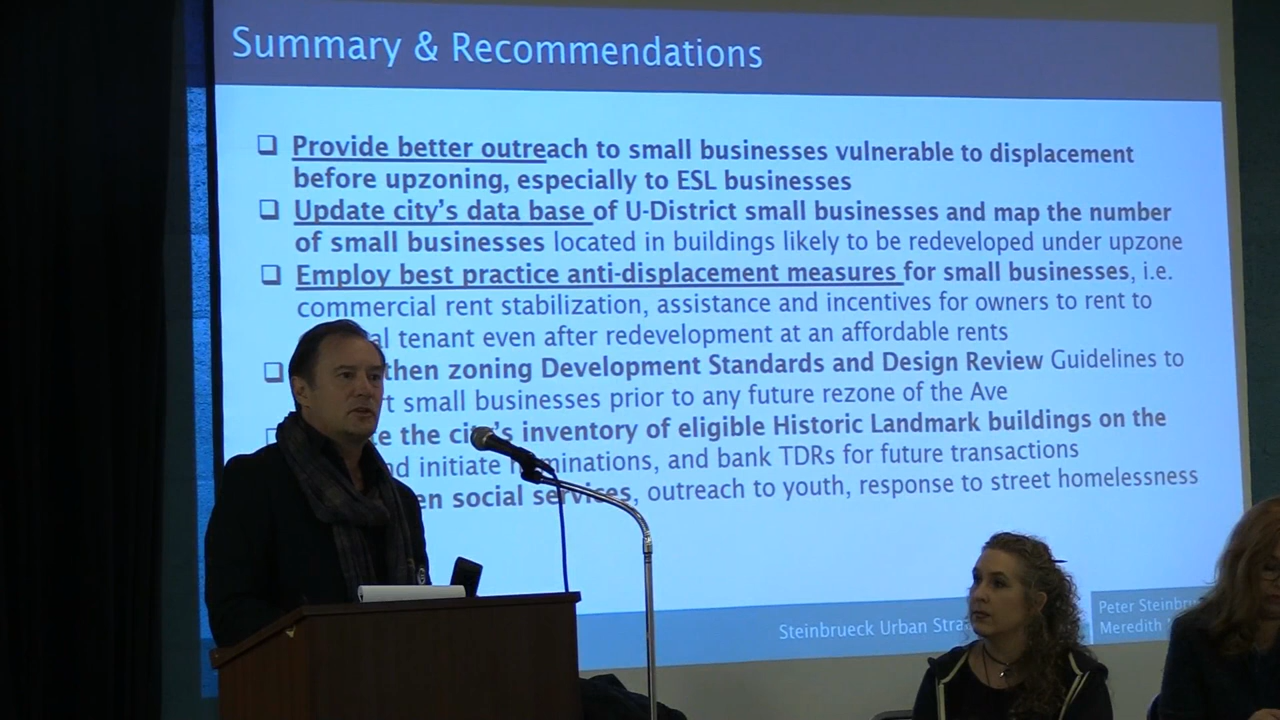 Summary & Recommendations
❑ Provide better outreach to small businesses vulnerable to displacement
before upzoning, especially to ESL businesses
❑ Update city's data base of U-District small businesses and map the number
of small businesses located in buildings likely to be redeveloped under upzone
❑ Employ best practice anti-displacement measures for small businesses, i.e.
commercial rent stabilization, assistance and incentives for owners to rent to
al tenant even after redevelopment at an affordable rents
❑ then zoning Development Standards and Design Review Guidelines to
t small businesses prior to any future rezone of the Ave
e the city's inventory of eligible Historic Landmark buildings on the
nd initiate nominations, and bank TDRs for future transactions
en social services, outreach to youth, response to street homelessness
Steinbrueck Urban Stra
Peter Steinbru
Meredith